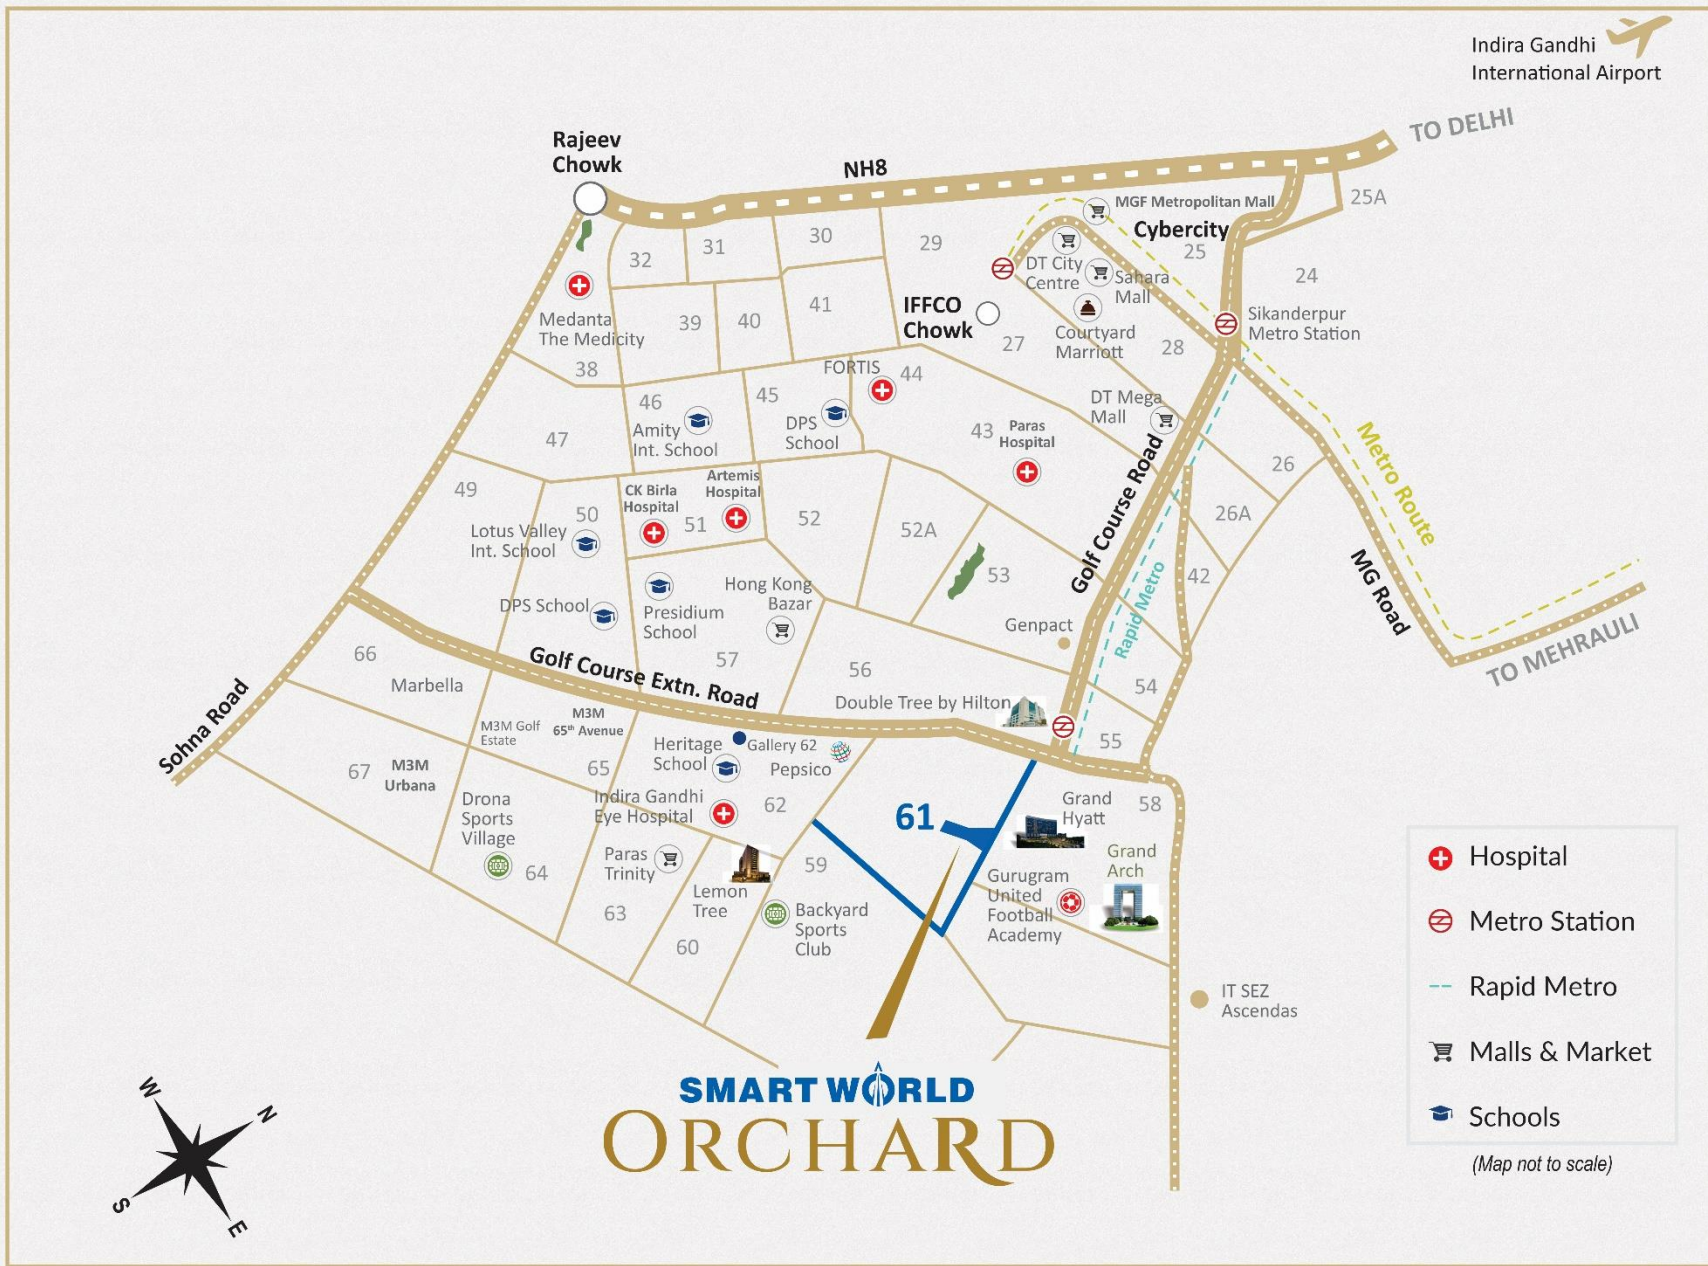 Indira Gandhi
International Airport
TO DELHI
Rajeev
Chowk
NH8
25A
MGF Metropolitan Mall
Cybercity
25
24
32
31
30
29
DT City
Centre
Sahara
Mall
IFFCO
Chowk
Courtyard
Marriott
Sikanderpur
Metro Station
Medanta
The Medicity
39
40
41
27
28
38
FORTIS
44
46
Amity
Int. School
45
DPS
School
DT Mega
Mall
43
Paras
Hospital
47
Golf Course Road
Metro Route
26
49
50
CK Birla
Hospital
Artemis
Hospital
51
52
52A
26A
Lotus Valley
Int. School
53
42
MG Road
DPS School
Presidium
School
Hong Kong
Bazar
Genpact
Rapid Metro
TO MEHRAULI
66
Marbella
57
56
54
Golf Course Extn. Road
Double Tree by Hilton
55
Sohna Road
M3M Golf
Estate
M3M
65th Avenue
Heritage
School
Gallery 62
Pepsico
67
M3M
Urbana
65
Indira Gandhi
Eye Hospital
62
61
Grand
Hyatt
58
Drona
Sports
Village
64
Paras
Trinity
Lemon
Tree
59
Gurugram
United
Football
Academy
Grand
Arch
63
60
Backyard
Sports
Club
IT SEZ
Ascendas
Hospital
Metro Station
Rapid Metro
Malls & Market
Schools
(Map not to scale)
W
N
S
E
SMART WORLD
ORCHARD